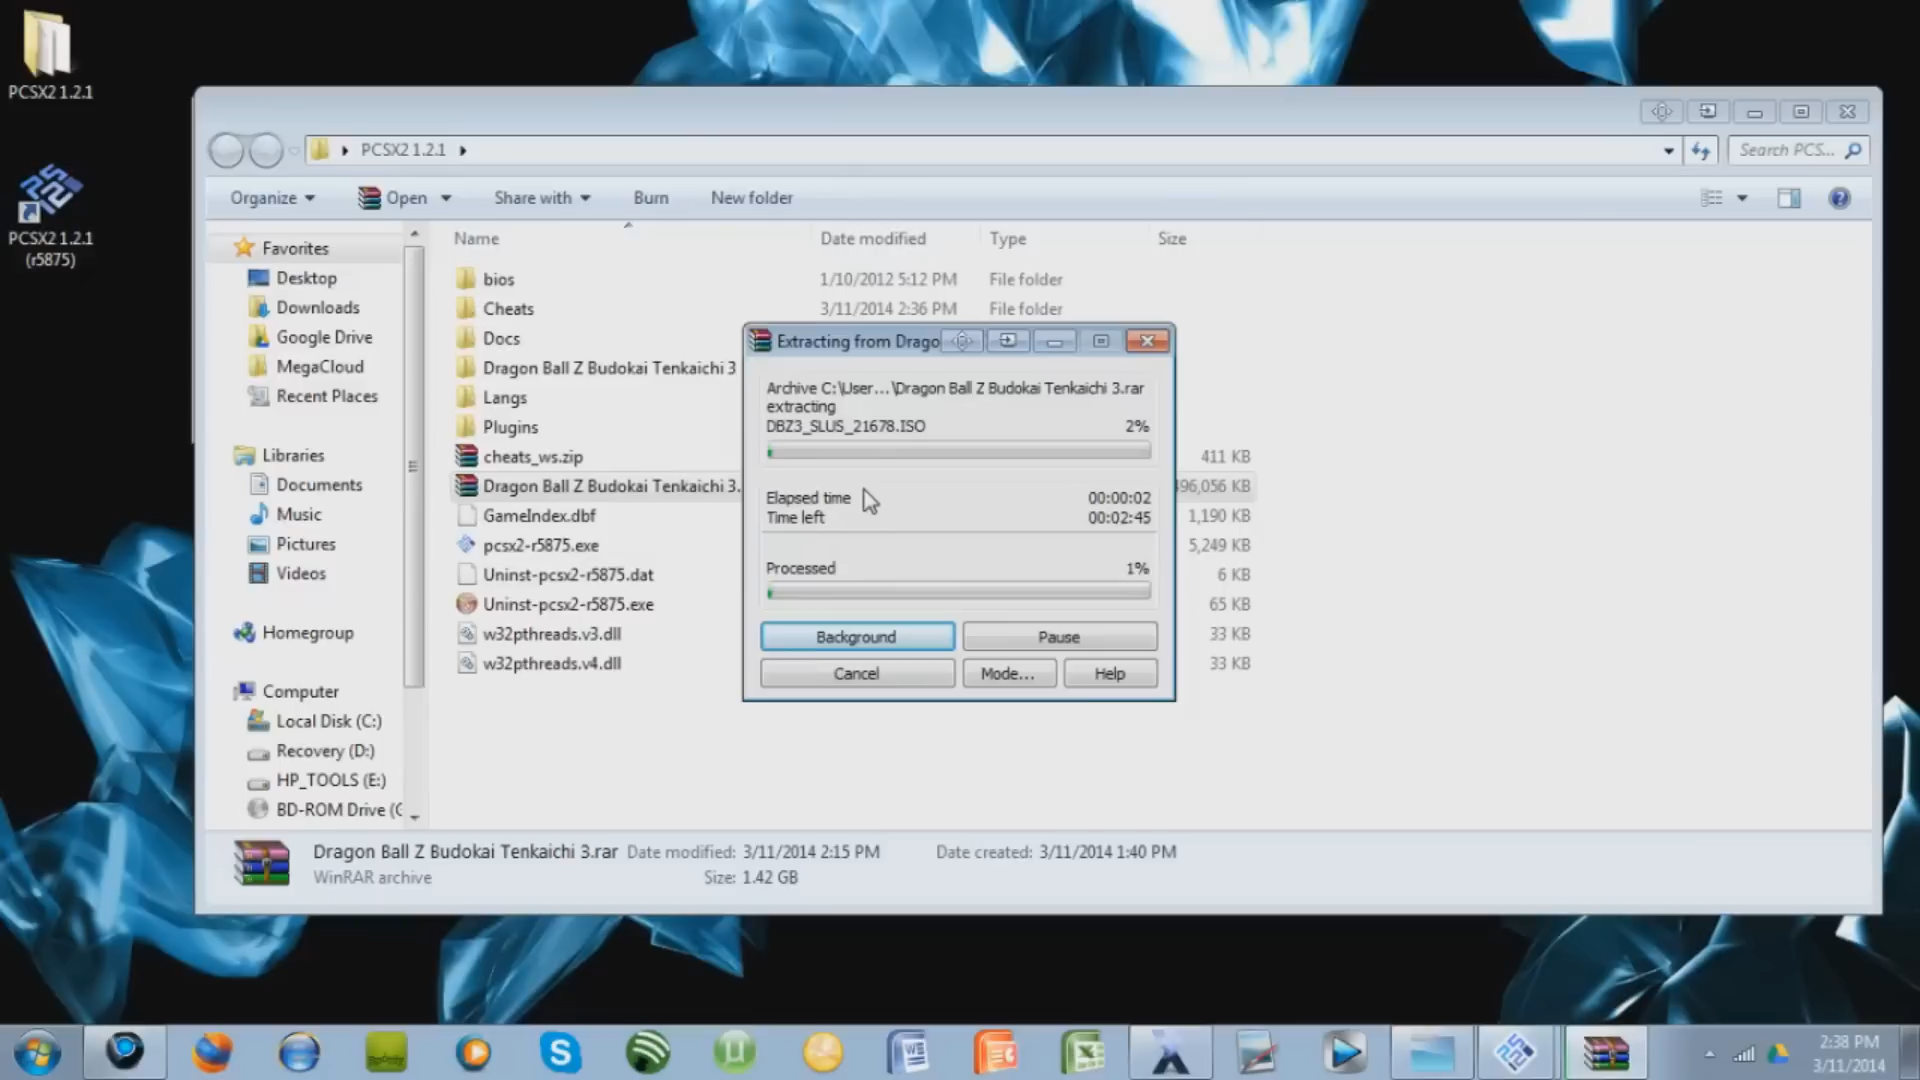 PCSX2 1.2.1
PCSX2 1.2.1
(r5875)
PCSX2 1.2.1
Search PCS...
Organize
Open
Share with
Burn
New folder
Name
Date modified
Type
Size
Favorites
Desktop
Downloads
Google Drive
MegaCloud
Recent Places
Libraries
Documents
Music
Pictures
Videos
Homegroup
Computer
Local Disk (C:)
Recovery (D:)
HP_TOOLS (E:)
BD-ROM Drive (
bios 1/10/2012 5:12 PM File folder
Cheats 3/11/2014 2:36 PM File folder
Docs
Dragon Ball Z Budokai Tenkaichi 3
Langs
Plugins
cheats_ws.zip 411 KB
Dragon Ball Z Budokai Tenkaichi 3. 496,056 KB
GameIndex.dbf 1,190 KB
pcsx2-r5875.exe 5,249 KB
Uninst-pcsx2-r5875.dat 6 KB
Uninst-pcsx2-r5875.exe 65 KB
w32pthreads.v3.dll 33 KB
w32pthreads.v4.dll 33 KB
Extracting from Drago
Archive C:\User...\Dragon Ball Z Budokai Tenkaichi 3.rar
extracting
DBZ3_SLUS_21678.ISO 2%
Elapsed time 00:00:02
Time left 00:02:45
Processed 1%
Background
Pause
Cancel
Mode...
Help
Dragon Ball Z Budokai Tenkaichi 3.rar Date modified: 3/11/2014 2:15 PM Date created: 3/11/2014 1:40 PM
WinRAR archive Size: 1.42 GB
2:38 PM
3/11/2014